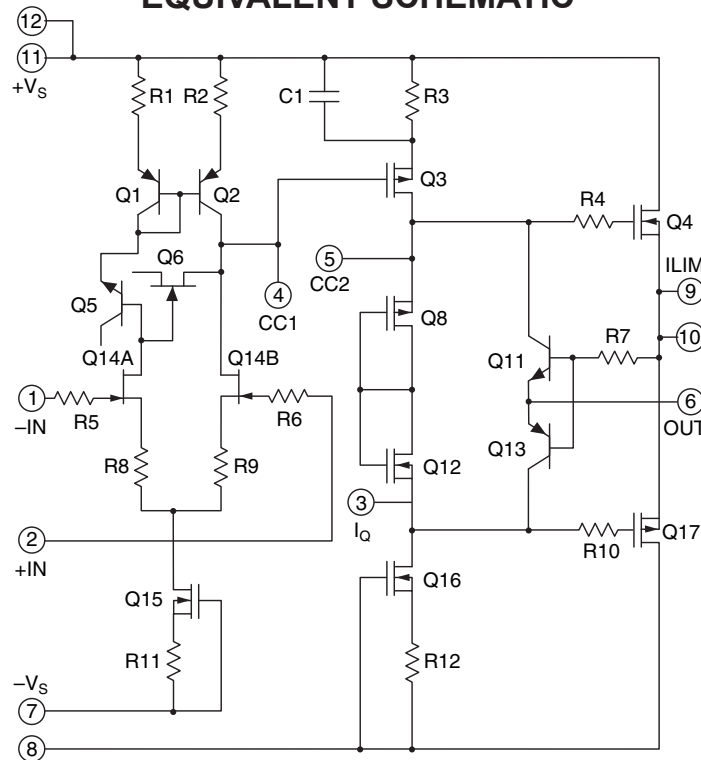 EQUIVALENT SCHEMATIC
12
11
+VS
R1
R2
C1
R3
Q1
Q2
Q3
R4
Q4
Q6
5
CC2
ILIM
9
4
CC1
Q5
Q8
10
Q14A
Q14B
Q11
R7
1
–IN
R5
R6
6
OUT
R8
R9
Q12
Q13
3
IQ
2
+IN
R10
Q17
Q15
Q16
R11
R12
–VS
7
8